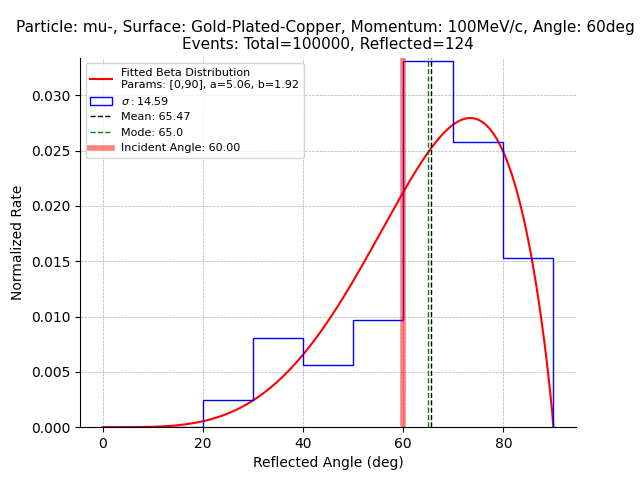 Particle: mu-, Surface: Gold-Plated-Copper, Momentum: 100MeV/c, Angle: 60deg
Events: Total=100000, Reflected=124
Fitted Beta Distribution
Params: [0,90], a=5.06, b=1.92
σ: 14.59
Mean: 65.47
Mode: 65.0
Incident Angle: 60.00
Normalized Rate
0.030
0.025
0.020
0.015
0.010
0.005
0.000
0 20 40 60 80
Reflected Angle (deg)